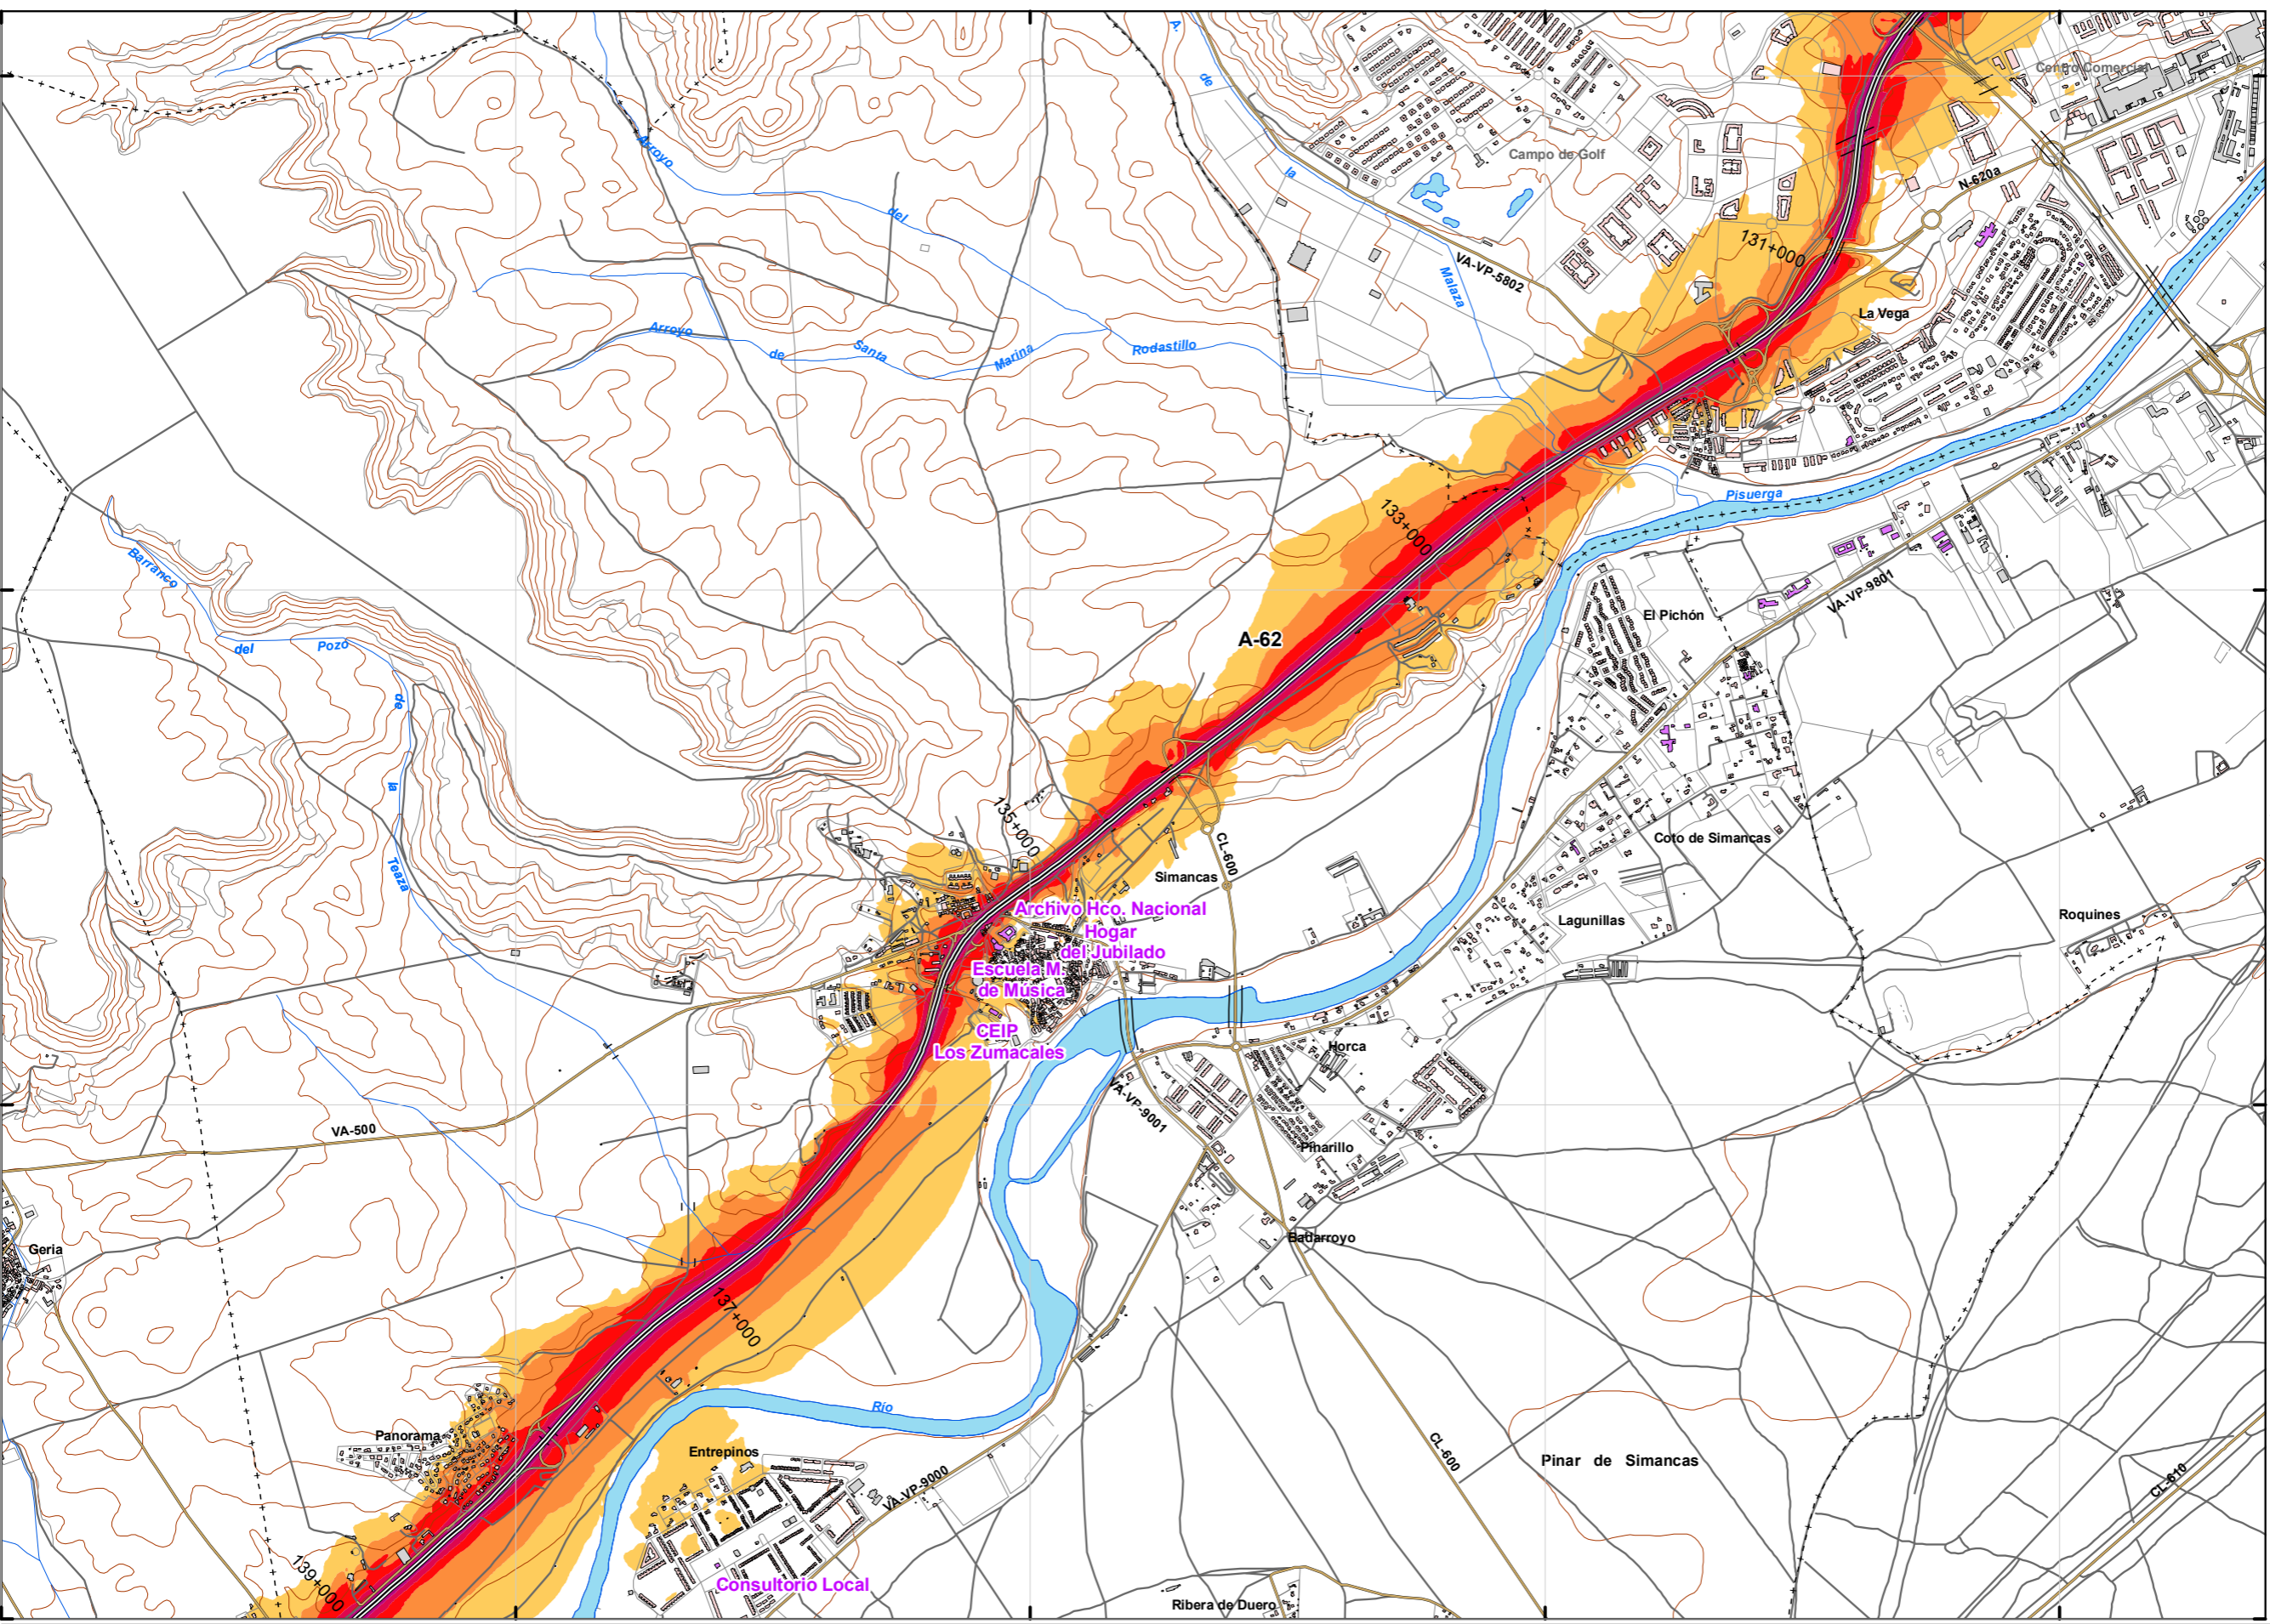 A.
de
la
Malaza
Centro Comercial
Campo de Golf
N-620a
Arroyo
del
131+000
VA-VP-5802
La Vega
Arroyo
de
Santa
Marina
Rodastillo
Pisuerga
133+000
Barranco
del
Pozo
de
la
Teaza
A-62
El Pichón
VA-VP-9801
135+000
CL-600
Coto de Simancas
Simancas
Archivo Hco. Nacional
Hogar
del Jubilado
Lagunillas
Roquines
Escuela M.
de Musica
CEIP
Los Zumacales
Horca
VA-VP-9001
VA-500
Pinarillo
Badarroyo
Geria
137+000
Río
Panorama
Entrepinos
VA-VP-9000
CL-600
Pinar de Simancas
CL-610
139+000
Consultorio Local
Ribera de Duero